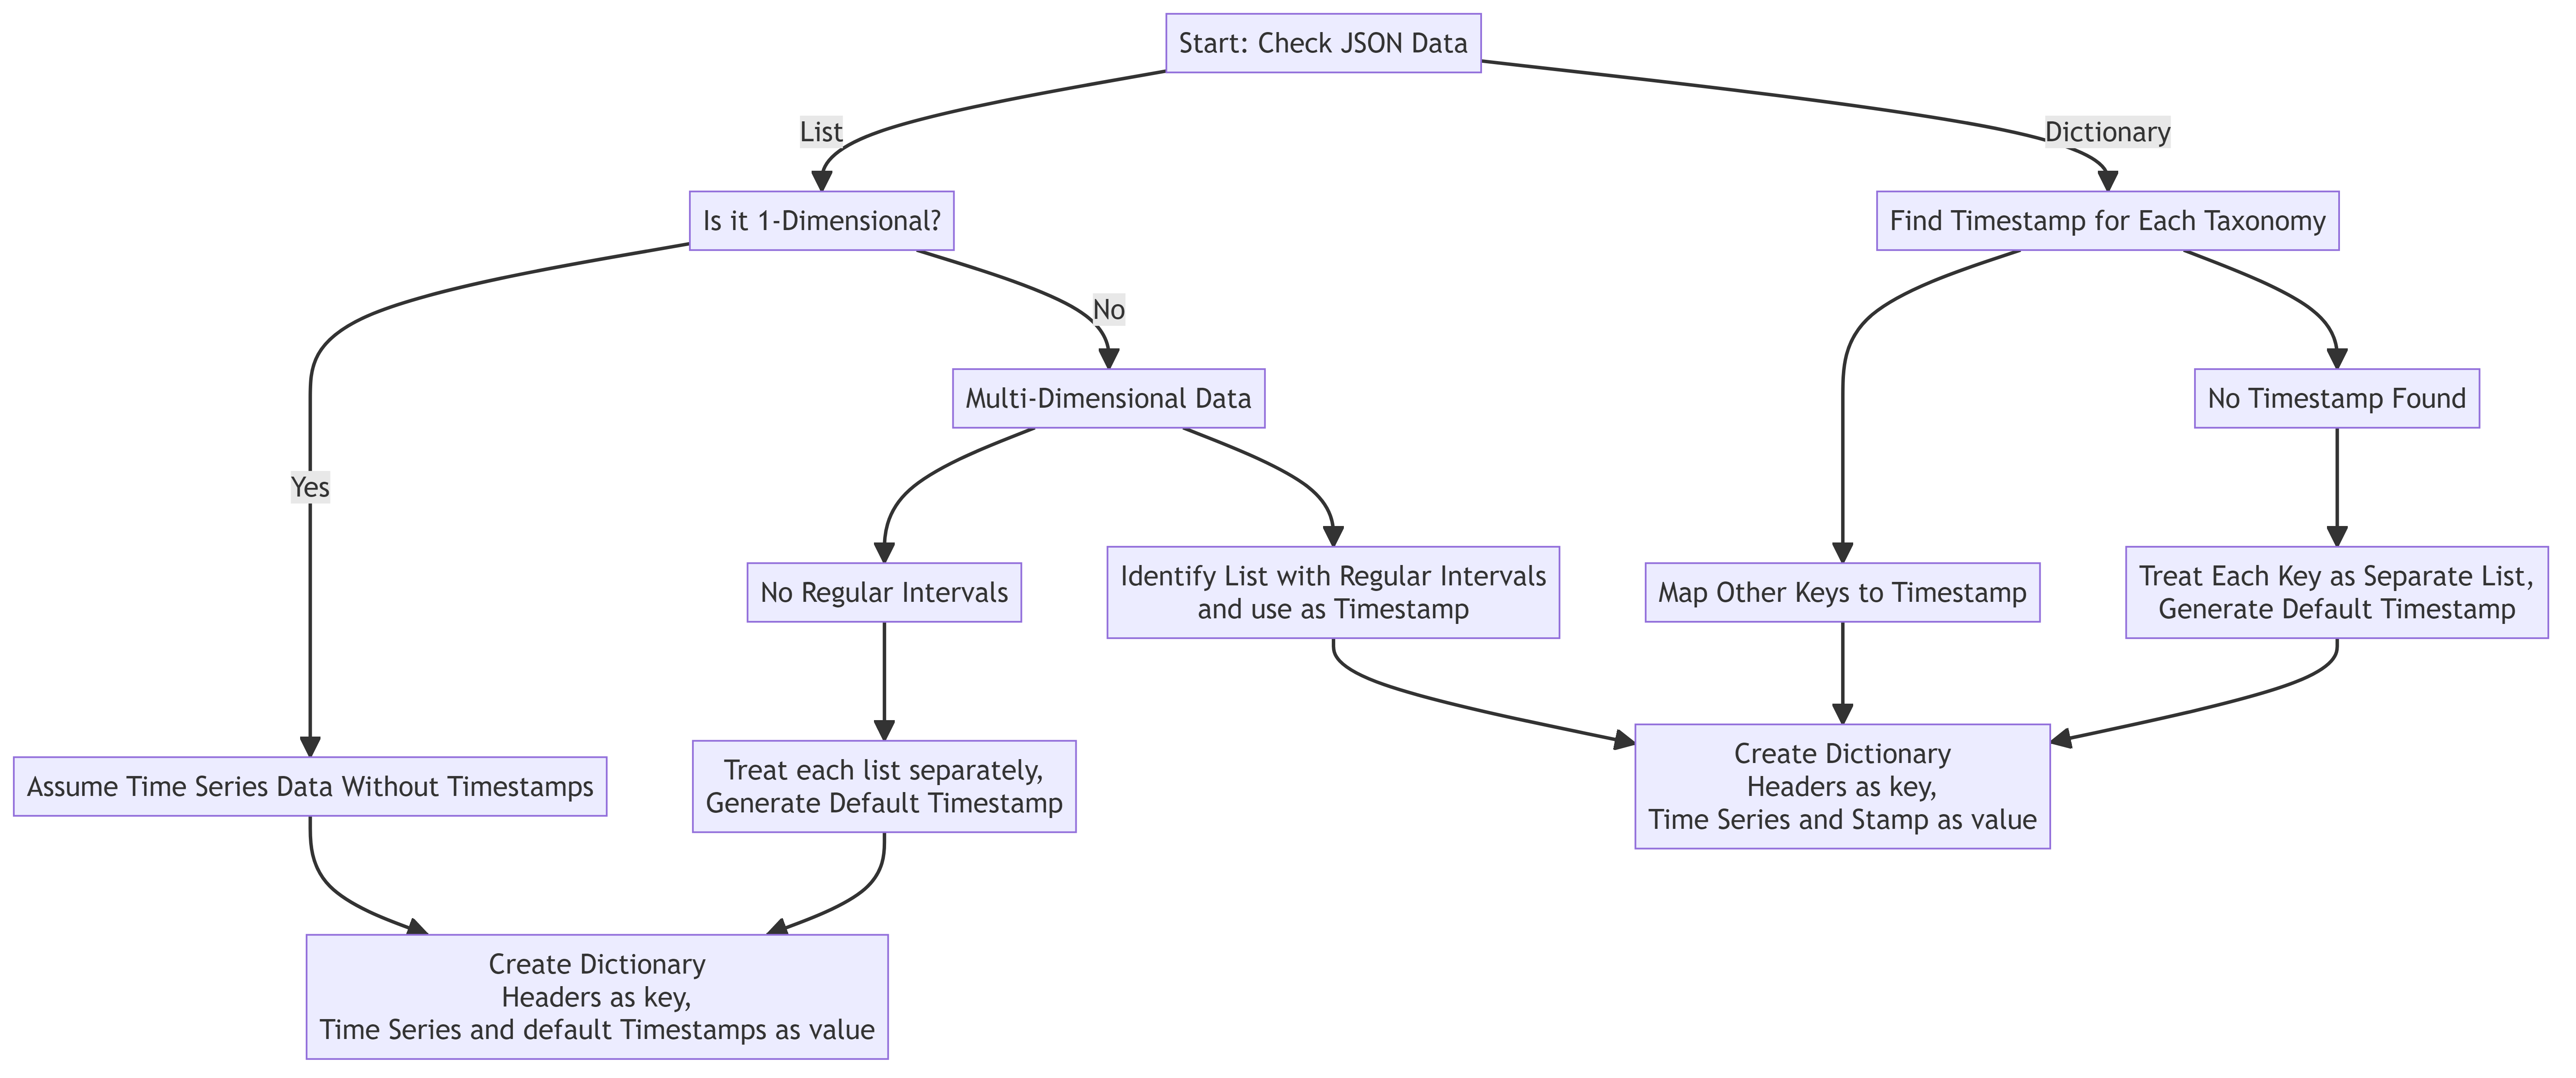 Start: Check JSON Data
List
Dictionary
Is it 1-Dimensional?
Find Timestamp for Each Taxonomy
No
Multi-Dimensional Data
No Timestamp Found
Yes
No Regular Intervals
Identify List with Regular Intervals
and use as Timestamp
Map Other Keys to Timestamp
Treat Each Key as Separate List,
Generate Default Timestamp
Assume Time Series Data Without Timestamps
Treat each list separately,
Generate Default Timestamp
Create Dictionary
Headers as key,
Time Series and Stamp as value
Create Dictionary
Headers as key,
Time Series and default Timestamps as value